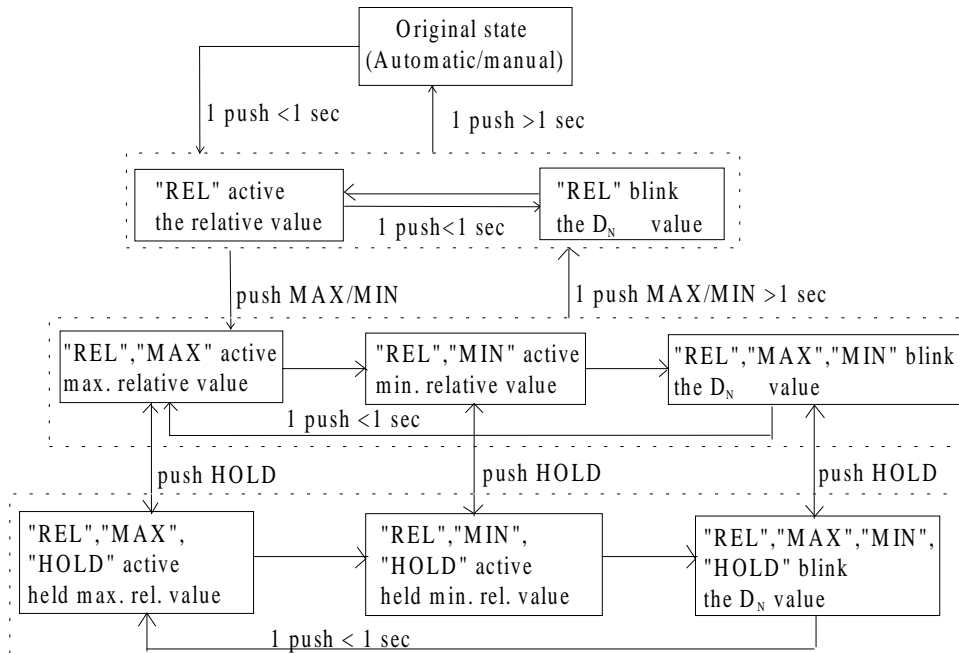 Original state
(Automatic/manual)
1 push <1 sec
1 push >1 sec
"REL" active
the relative value
"REL" blink
the DN value
1 push<1 sec
push MAX/MIN
1 push MAX/MIN >1 sec
"REL","MAX" active
max. relative value
"REL","MIN" active
min. relative value
"REL","MAX","MIN" blink
the DN value
1 push <1 sec
push HOLD
push HOLD
push HOLD
"REL","MAX",
"HOLD" active
held max. rel. value
"REL","MIN",
"HOLD" active
held min. rel. value
"REL","MAX","MIN",
"HOLD" blink
the DN value
1 push < 1 sec